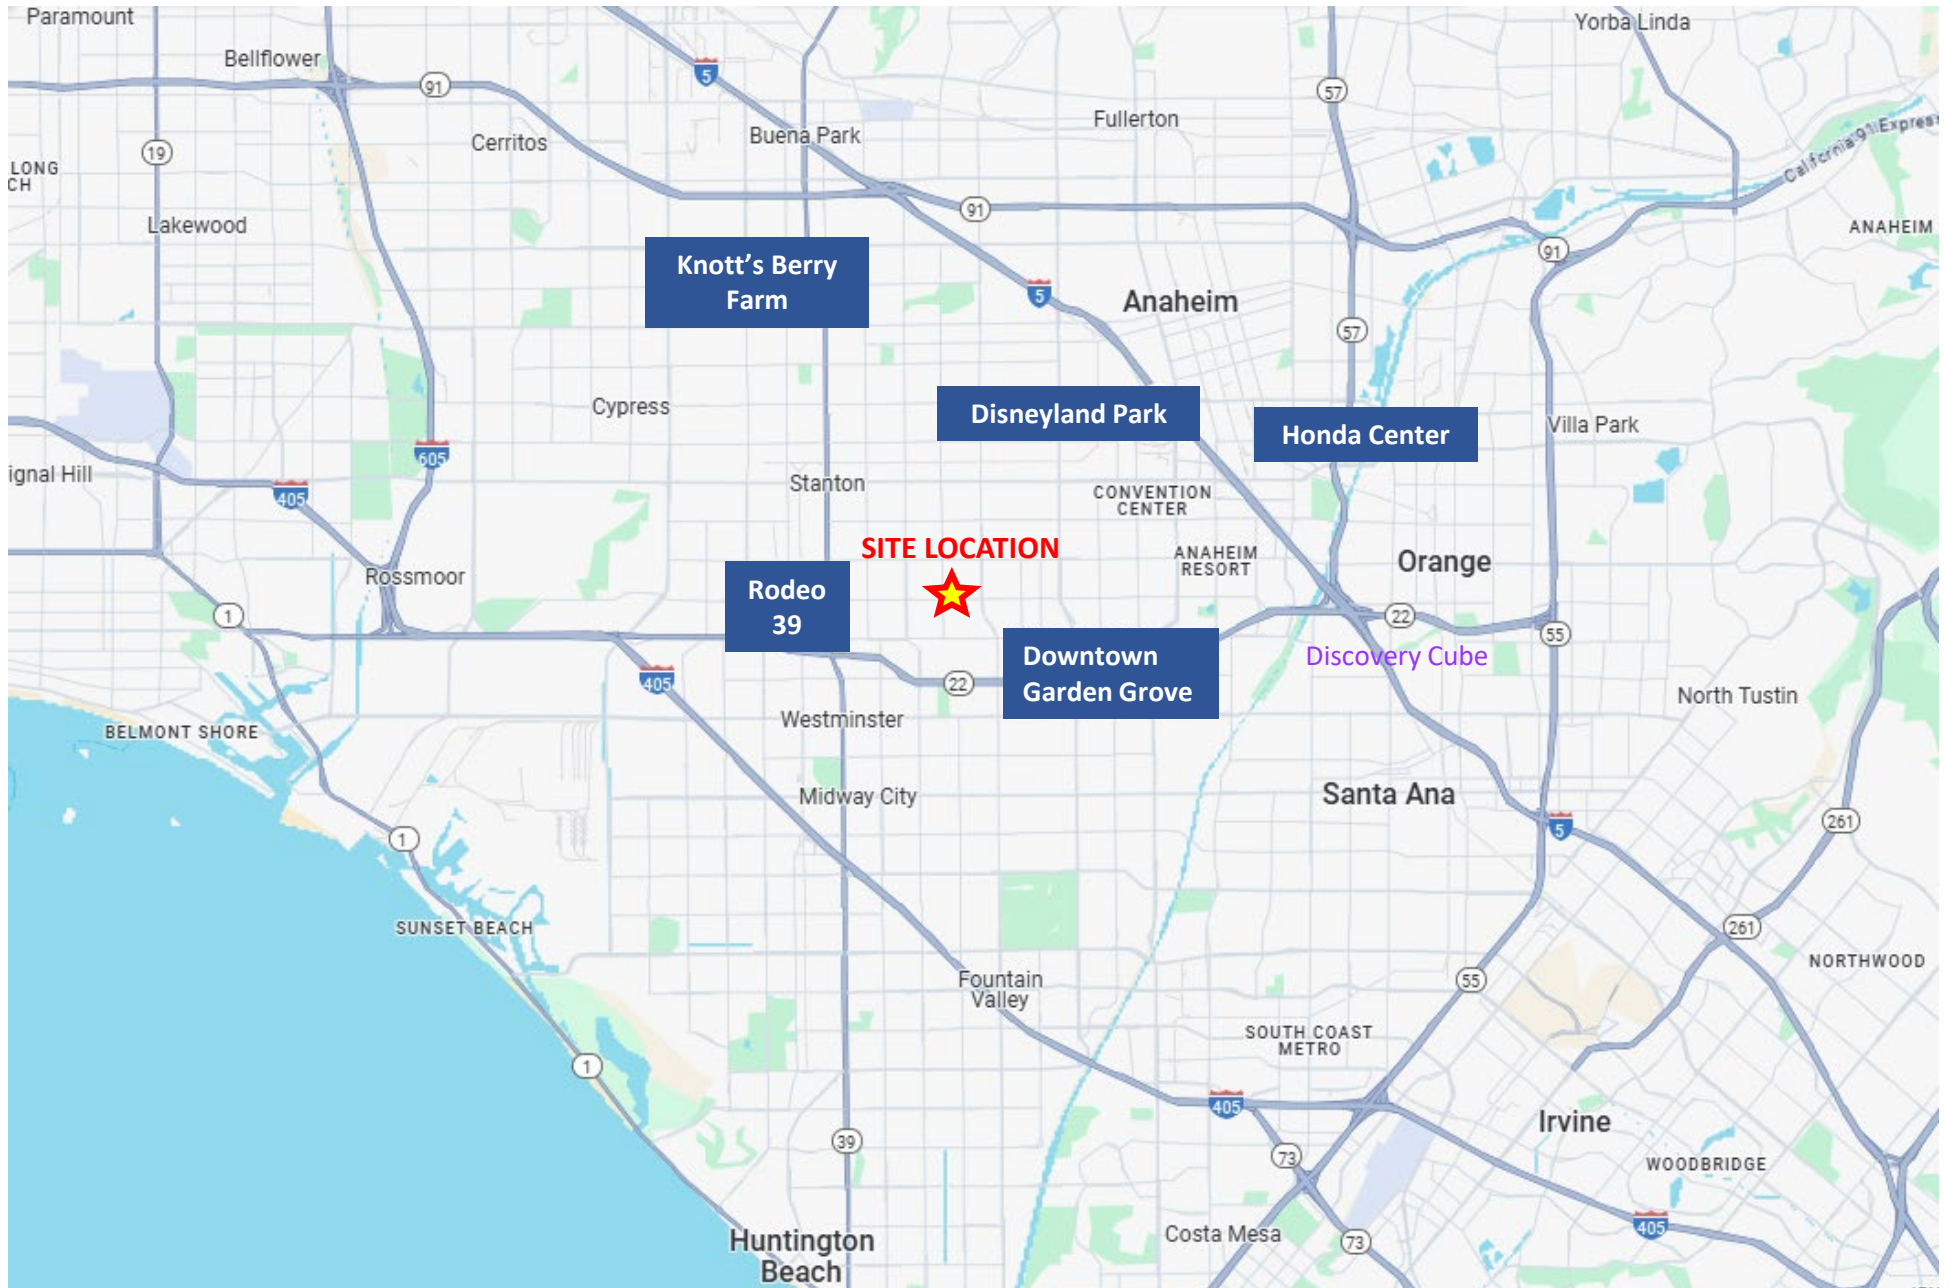 Paramount
Yorba Linda
Bellflower
5
91
57
Fullerton
Buena Park
Cerritos
19
California 91 Express
LONG
CH
91
Lakewood
ANAHEIM
91
Knott's Berry
Farm
5
Anaheim
57
Cypress
Disneyland Park
Honda Center
Villa Park
605
ignal Hill
Stanton
405
CONVENTION
CENTER
SITE LOCATION
ANAHEIM
RESORT
Orange
Rossmoor
Rodeo
39
1
22
55
Downtown
Garden Grove
Discovery Cube
405
22
North Tustin
Westminster
BELMONT SHORE
Midway City
Santa Ana
261
5
1
SUNSET BEACH
261
NORTHWOOD
Fountain
Valley
55
SOUTH COAST
METRO
1
405
Irvine
39
73
WOODBRIDGE
405
Costa Mesa
73
Huntington
Beach